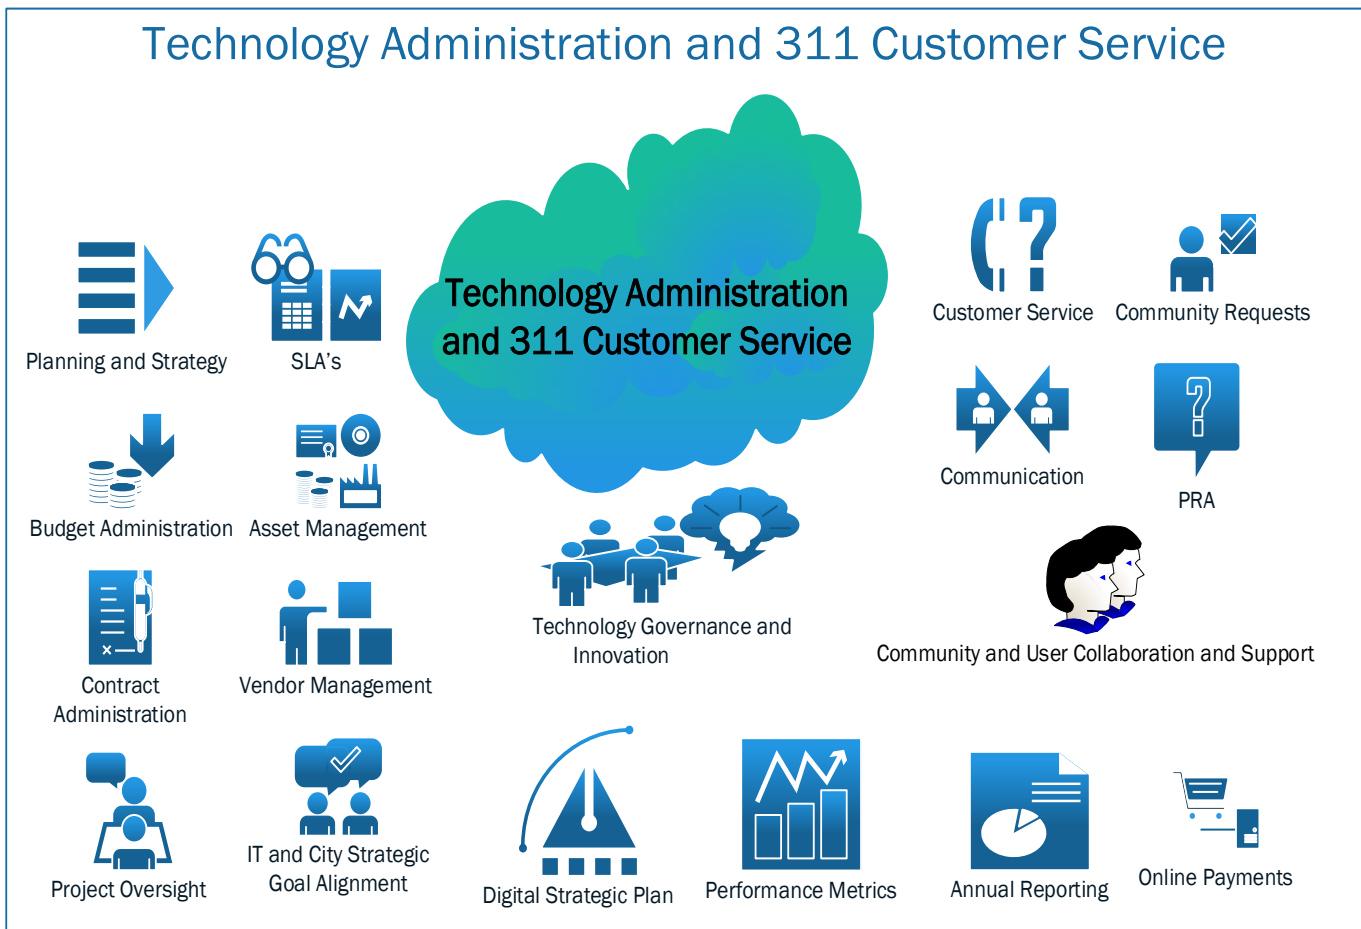 Technology Administration and 311 Customer Service
Technology Administration
and 311 Customer Service
Planning and Strategy
SLA's
Customer Service
Community Requests
Budget Administration
Asset Management
Communication
PRA
Contract
Administration
Vendor Management
Technology Governance and
Innovation
Community and User Collaboration and Support
Project Oversight
IT and City Strategic
Goal Alignment
Digital Strategic Plan
Performance Metrics
Annual Reporting
Online Payments